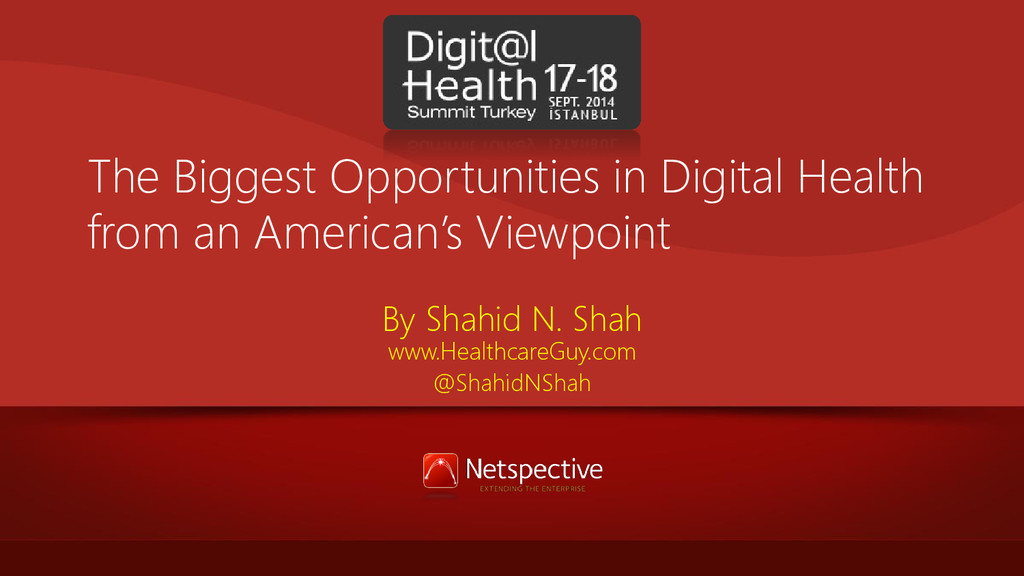 Digit@l
Health 17-18
SEPT. 2014
Summit Turkey İSTANBUL
The Biggest Opportunities in Digital Health
from an American’s Viewpoint
By Shahid N. Shah
www.HealthcareGuy.com
@ShahidNShah
Netspective
EXTENDING THE ENTERPRISE